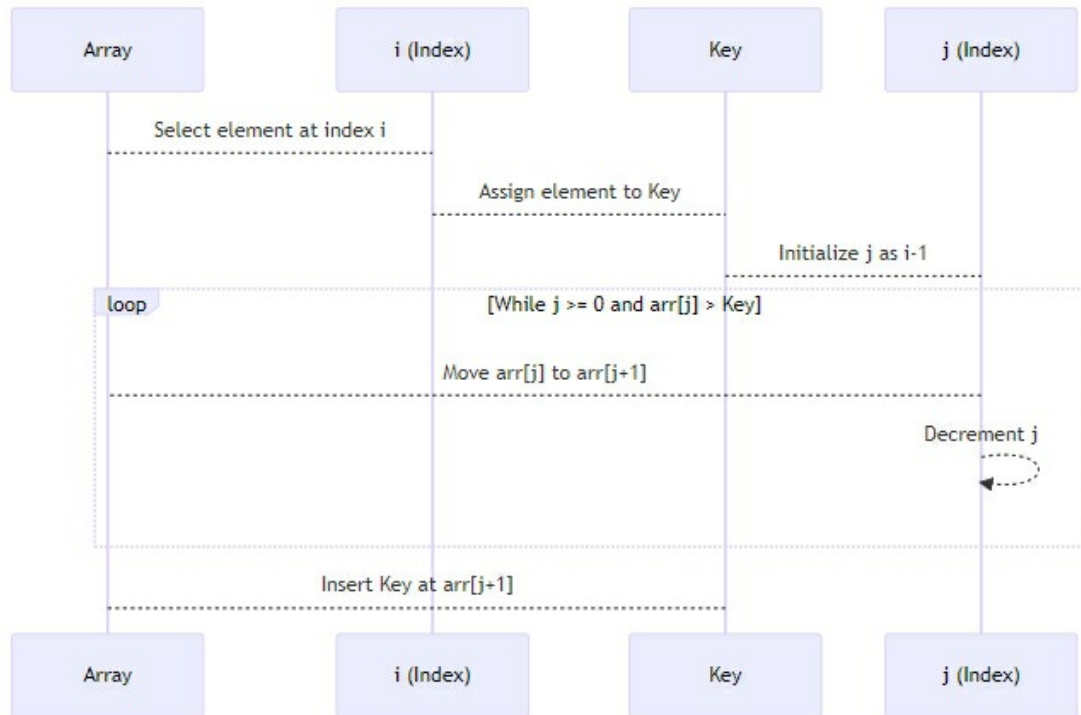 Array
i (Index)
Key
j (Index)
Select element at index i
Assign element to Key
Initialize j as i-1
loop
[While j >= 0 and arr[j] > Key]
Move arr[j] to arr[j+1]
Decrement j
Insert Key at arr[j+1]
Array
i (Index)
Key
j (Index)